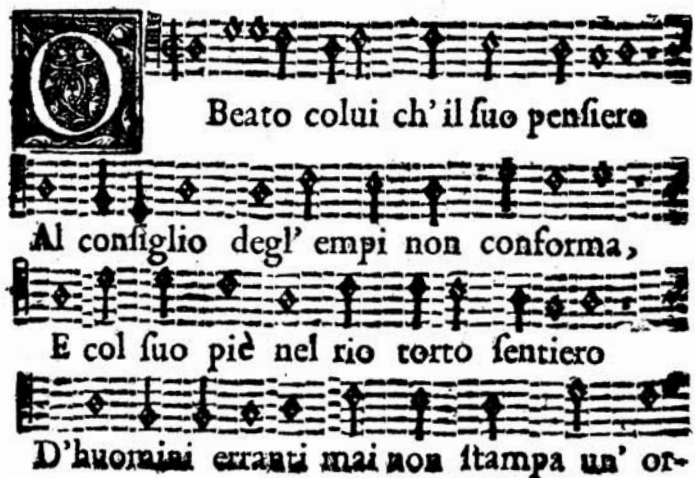 O
Beato colui ch' il ſuo penſiero
Al conſiglio degl' empi non conforma,
E col ſuo piè nel rio torto ſentiero
D'huomini erranti mai non ſtampa un' or-